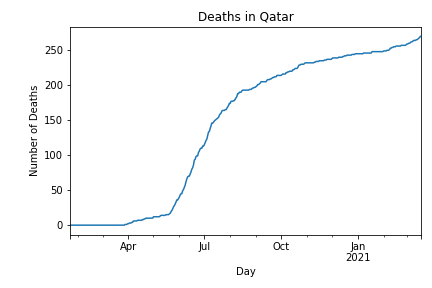 Deaths in Qatar
Number of Deaths
250
200
150
100
50
0
Apr
Jul
Oct
Jan
2021
Day